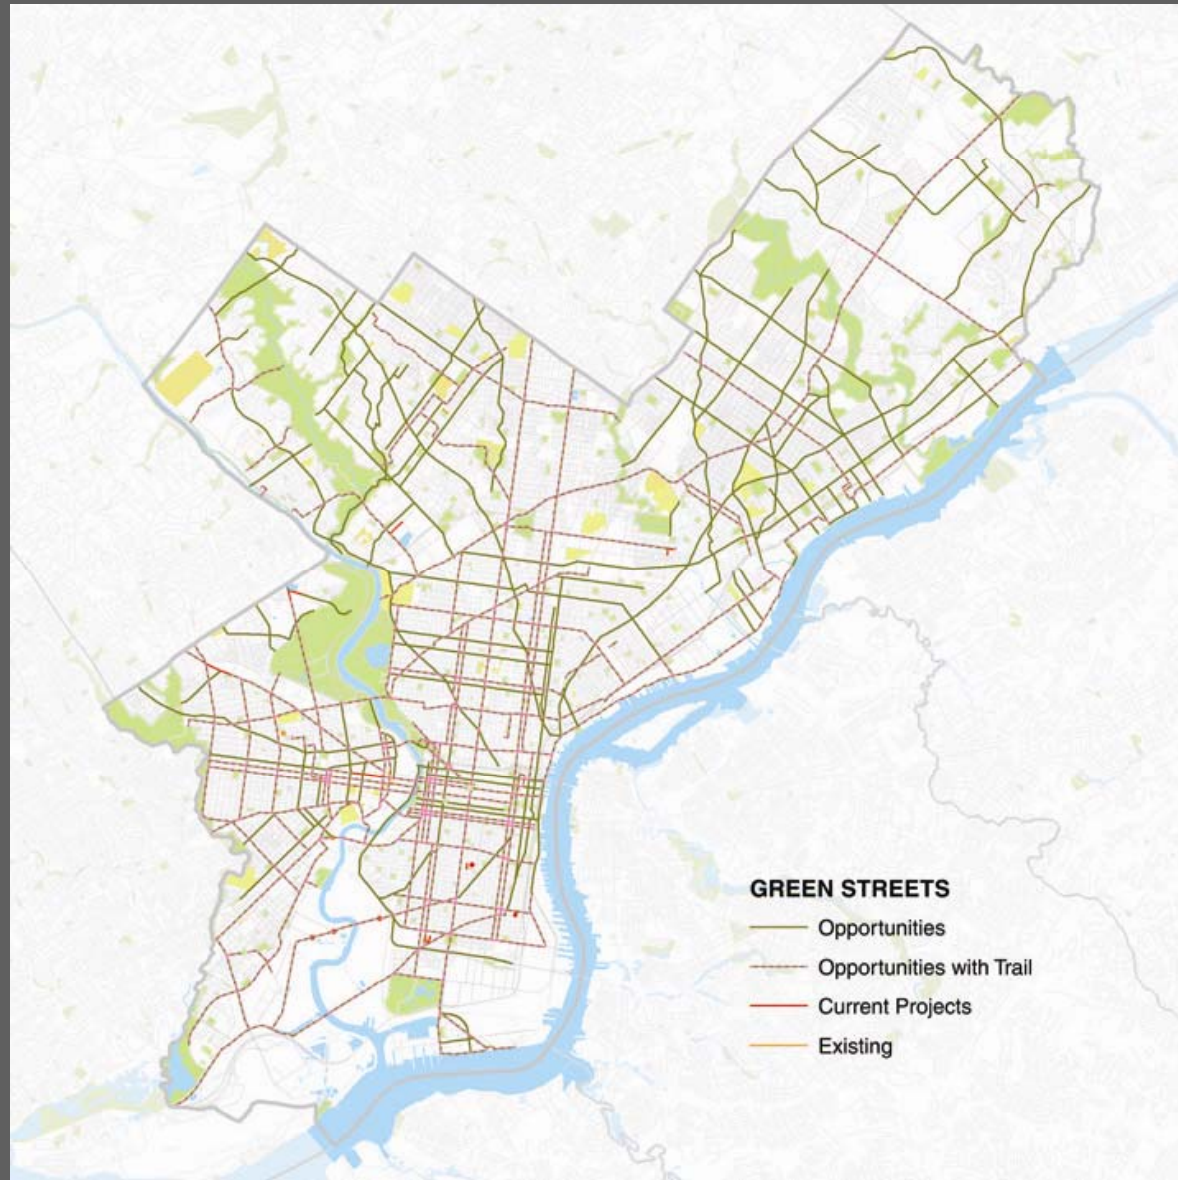 GREEN STREETS
Opportunities
Opportunities with Trail
Current Projects
Existing